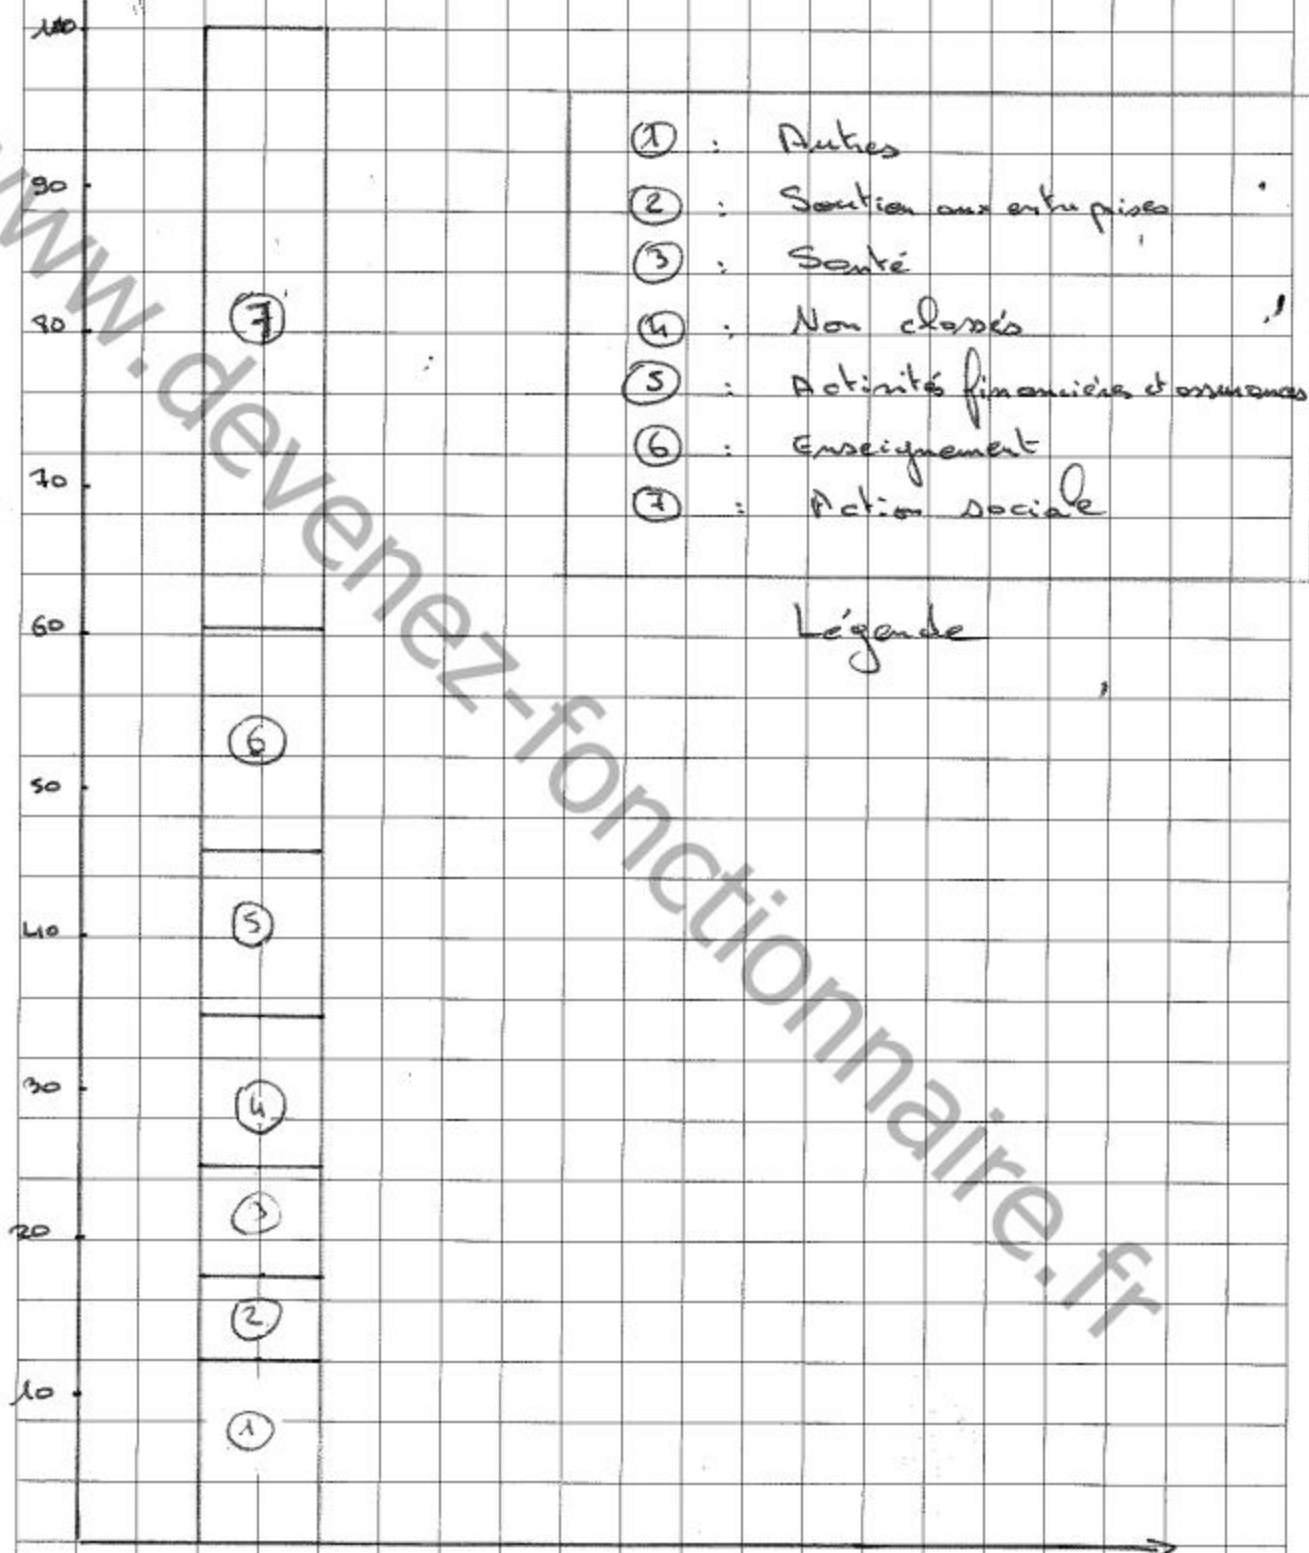 100
90
80
70
60
50
40
30
20
10
7
6
5
4
3
2
1
1 : Autres
2 : Soutien aux entreprises
3 : Santé
4 : Non classés
5 : Activités financières et assurances
6 : Enseignement
7 : Action sociale
Légende
www.devenez-fonctionnaire.fr